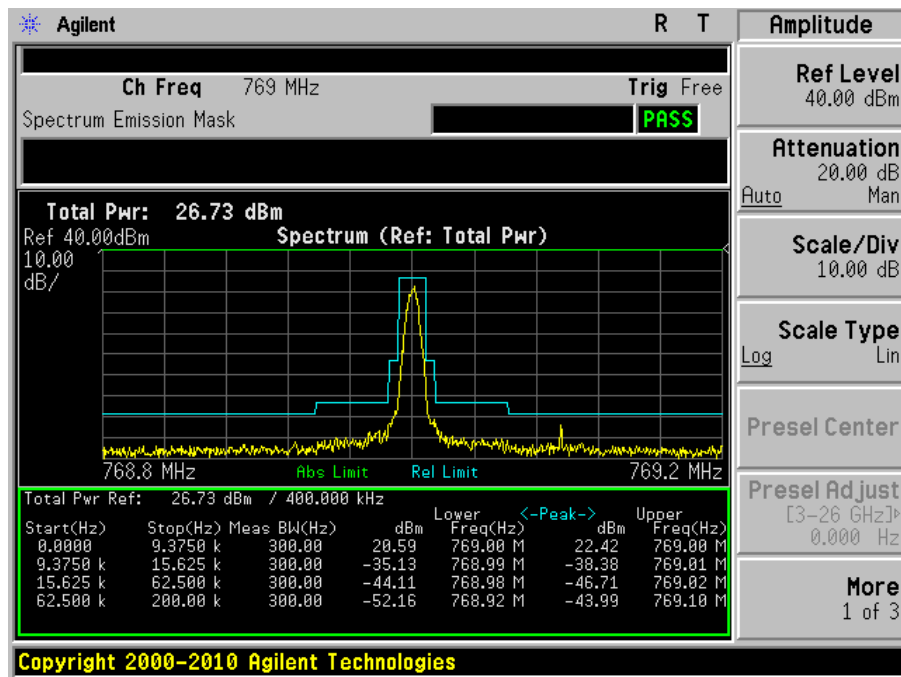 Agilent R T
Ch Freq 769 MHz Trig Free
Spectrum Emission Mask PASS
Total Pwr: 26.73 dBm
Ref 40.00dBm Spectrum (Ref: Total Pwr)
10.00
dB/
768.8 MHz Abs Limit Rel Limit 769.2 MHz
Total Pwr Ref: 26.73 dBm / 400.000 kHz
Lower <-Peak-> Upper
Start(Hz) Stop(Hz) Meas BW(Hz) dBm Freq(Hz) dBm Freq(Hz)
0.0000 9.3750 k 300.00 20.59 769.00 M 22.42 769.00 M
9.3750 k 15.625 k 300.00 -35.13 768.99 M -38.38 769.01 M
15.625 k 62.500 k 300.00 -44.11 768.98 M -46.71 769.02 M
62.500 k 200.00 k 300.00 -52.16 768.92 M -43.99 769.10 M
Copyright 2000-2010 Agilent Technologies
Amplitude
Ref Level
40.00 dBm
Attenuation
20.00 dB
Auto Man
Scale/Div
10.00 dB
Scale Type
Log Lin
Presel Center
Presel Adjust
[3-26 GHz]
0.000 Hz
More
1 of 3